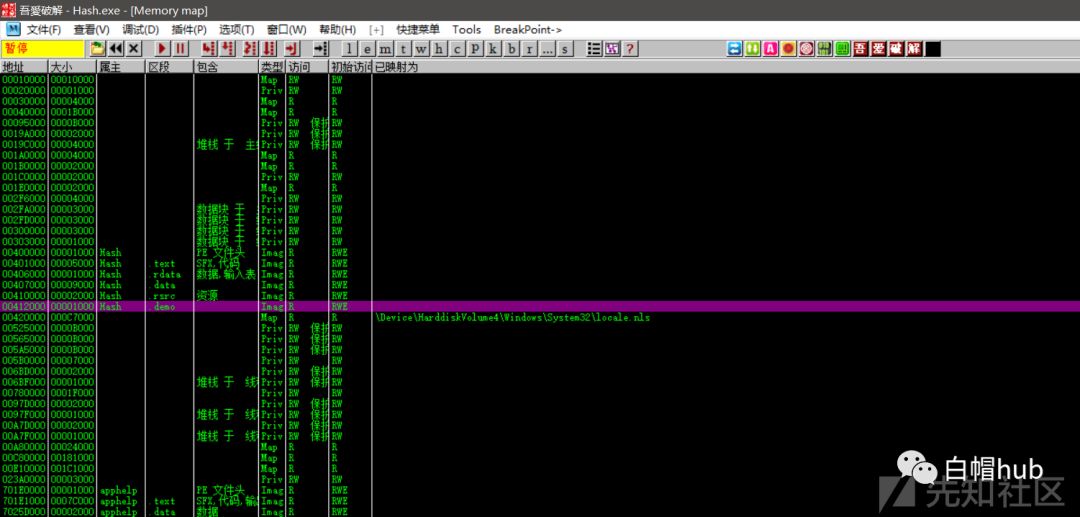 吾愛破解 - Hash.exe - [Memory map]
文件(F) 查看(V) 调试(D) 插件(P) 选项(T) 窗口(W) 帮助(H) [+] 快捷菜单 Tools BreakPoint->
暂停 l e m t w h c P k b r ... s ? 吾 爱 破 解
地址 大小 属主 区段 包含 类型 访问 初始访问 已映射为
00010000 00010000 Map RW RW
00020000 00001000 Priv RW RW
00030000 00004000 Map R R
00040000 0001B000 Map R R
00095000 0000B000 Priv RW 保护 RW
0019A000 00002000 Priv RW 保护 RW
0019C000 00004000 堆栈 于 主 Priv RW 保护 RW
001A0000 00004000 Map R R
001B0000 00002000 Map R R
001C0000 00002000 Priv RW RW
001E0000 00002000 Map R R
002F6000 00004000 Priv RW RW
002FA000 00003000 数据块 于 Priv RW RW
002FD000 00003000 数据块 于 Priv RW RW
00300000 00003000 数据块 于 Priv RW RW
00303000 00001000 数据块 于 Priv RW RW
00400000 00001000 Hash PE 文件头 Imag R RWE
00401000 00005000 Hash .text SFX,代码 Imag R RWE
00406000 00001000 Hash .rdata 数据,输入表 Imag R RWE
00407000 00009000 Hash .data Imag R RWE
00410000 00002000 Hash .rsrc 资源 Imag R RWE
00412000 00001000 Hash .demo Imag R RWE
00420000 000C7000 Map R R \Device\HarddiskVolume4\Windows\System32\locale.nls
00525000 0000B000 Priv RW 保护 RW
00565000 0000B000 Priv RW 保护 RW
005A5000 0000B000 Priv RW 保护 RW
005B0000 00007000 Priv RW RW
006BD000 00002000 Priv RW 保护 RW
006BF000 00001000 堆栈 于 线 Priv RW 保护 RW
00780000 0001F000 Priv RW RW
0097D000 00002000 Priv RW 保护 RW
0097F000 00001000 堆栈 于 线 Priv RW 保护 RW
00A7D000 00002000 Priv RW 保护 RW
00A7F000 00001000 堆栈 于 线 Priv RW 保护 RW
00A80000 00024000 Map R R
00C80000 00181000 Map R R
00E10000 001C1000 Map R R
023A0000 00003000 Priv RW RW
701E0000 00001000 apphelp PE 文件头 Imag R RWE
701E1000 0007C000 apphelp .text SFX,代码,输 Imag R RWE
7025D000 00002000 apphelp .data 数据 Imag R RWE
白帽hub
先知社区